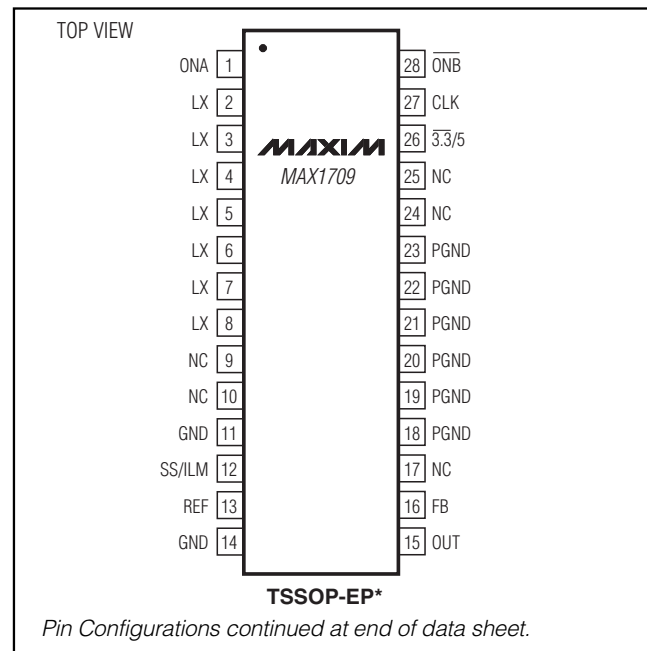 TOP VIEW
ONA 1
LX 2
LX 3
LX 4
LX 5
LX 6
LX 7
LX 8
NC 9
NC 10
GND 11
SS/ILM 12
REF 13
GND 14
MAXIM
MAX1709
28 ONB
27 CLK
26 3.3/5
25 NC
24 NC
23 PGND
22 PGND
21 PGND
20 PGND
19 PGND
18 PGND
17 NC
16 FB
15 OUT
TSSOP-EP*
Pin Configurations continued at end of data sheet.